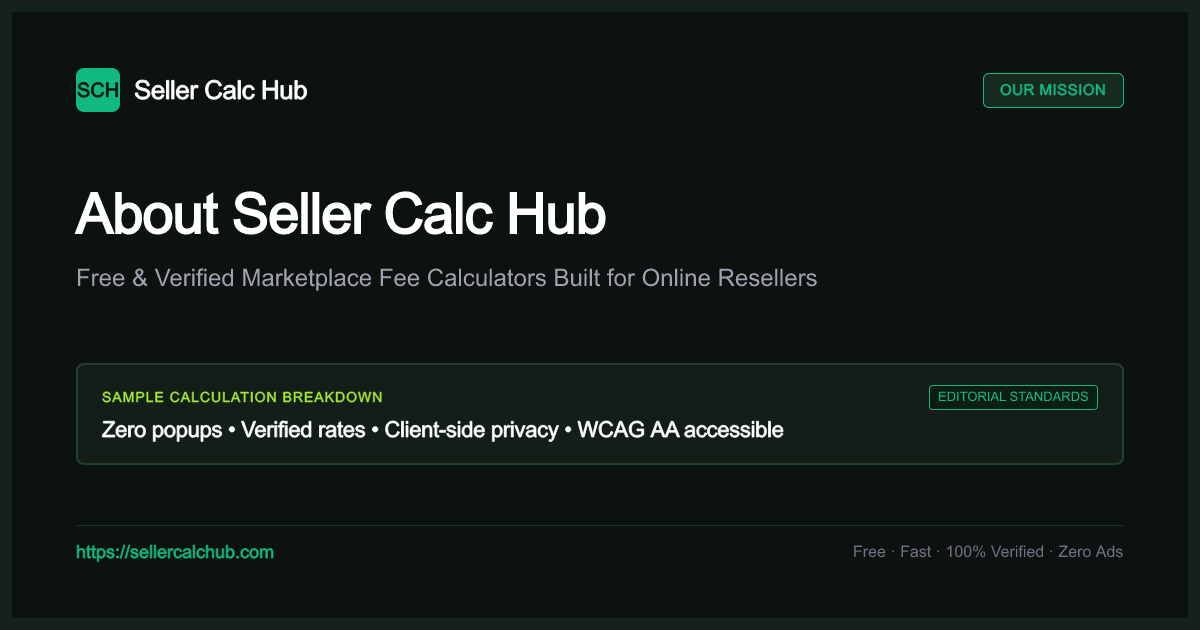 SCH Seller Calc Hub
OUR MISSION
About Seller Calc Hub
Free & Verified Marketplace Fee Calculators Built for Online Resellers
SAMPLE CALCULATION BREAKDOWN
EDITORIAL STANDARDS
Zero popups • Verified rates • Client-side privacy • WCAG AA accessible
https://sellercalchub.com
Free · Fast · 100% Verified · Zero Ads